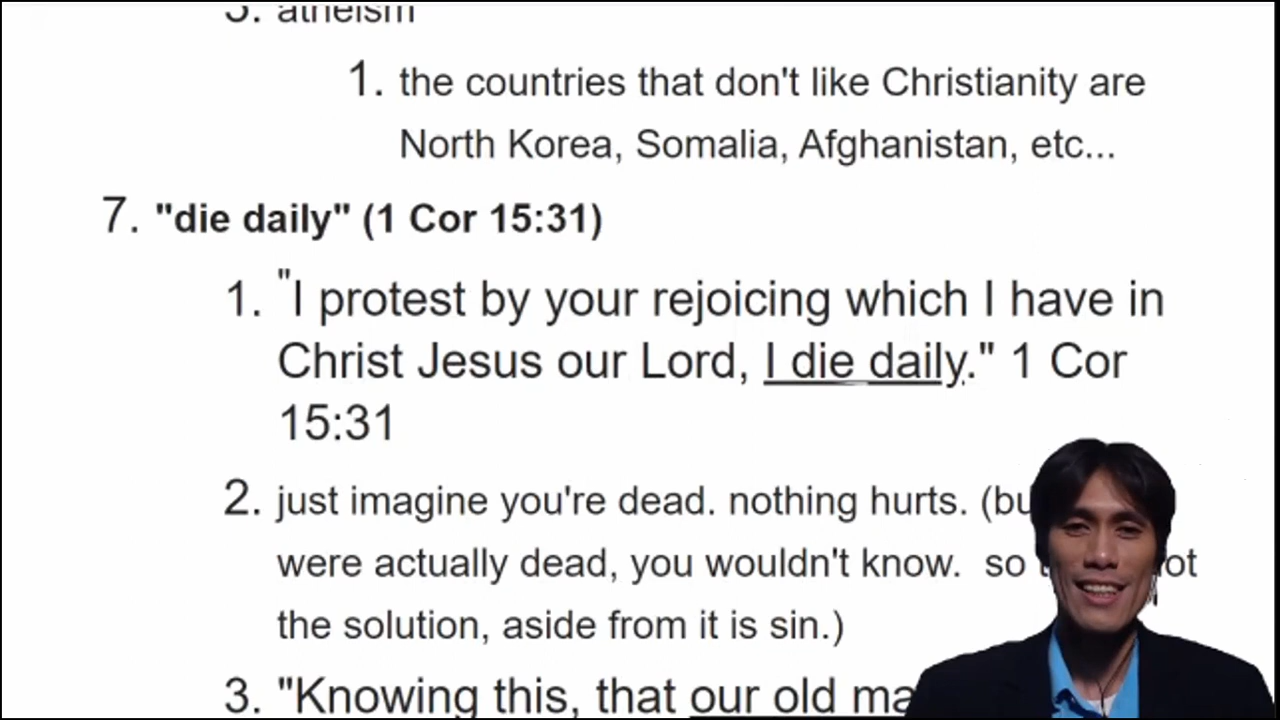 3. atheism
1. the countries that don't like Christianity are
North Korea, Somalia, Afghanistan, etc...
7. "die daily" (1 Cor 15:31)
1. "I protest by your rejoicing which I have in
Christ Jesus our Lord, I die daily." 1 Cor
15:31
2. just imagine you're dead. nothing hurts. (
were actually dead, you wouldn't know.  so
the solution, aside from it is sin.)
3. "Knowing this, that our old